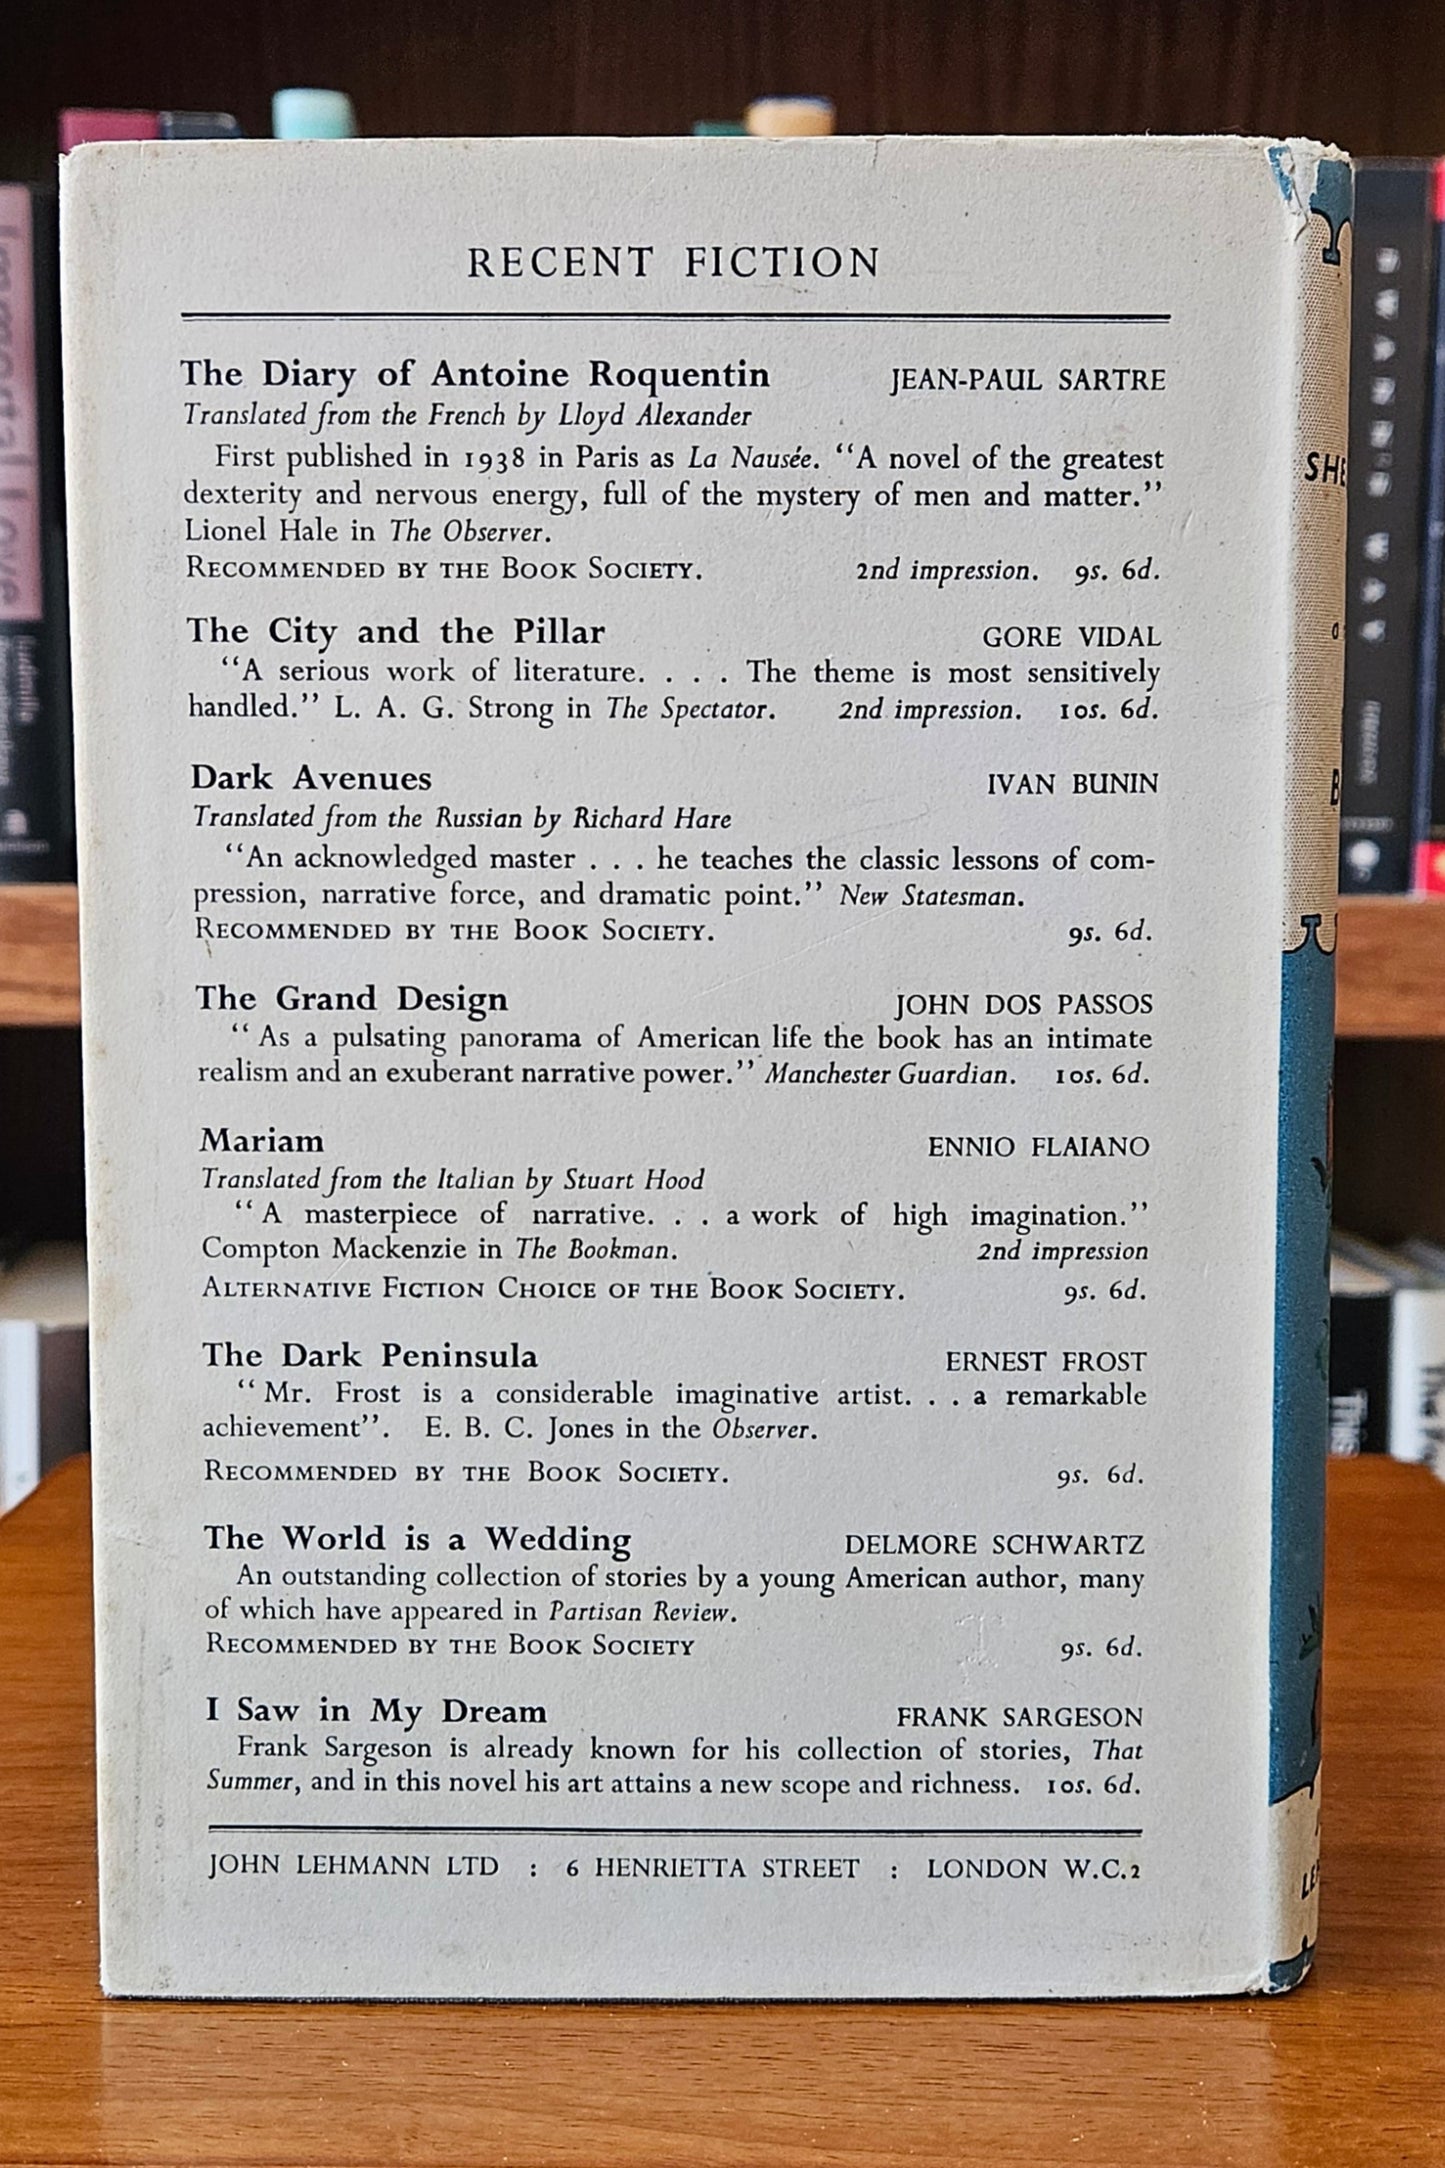 RECENT FICTION
The Diary of Antoine Roquentin JEAN-PAUL SARTRE
Translated from the French by Lloyd Alexander
First published in 1938 in Paris as La Nausée. “A novel of the greatest
dexterity and nervous energy, full of the mystery of men and matter.”
Lionel Hale in The Observer.
RECOMMENDED BY THE BOOK SOCIETY. 2nd impression. 9s. 6d.
The City and the Pillar GORE VIDAL
“A serious work of literature. . . . The theme is most sensitively
handled.” L. A. G. Strong in The Spectator. 2nd impression. 10s. 6d.
Dark Avenues IVAN BUNIN
Translated from the Russian by Richard Hare
“An acknowledged master . . . he teaches the classic lessons of com-
pression, narrative force, and dramatic point.” New Statesman.
RECOMMENDED BY THE BOOK SOCIETY. 9s. 6d.
The Grand Design JOHN DOS PASSOS
“As a pulsating panorama of American life the book has an intimate
realism and an exuberant narrative power.” Manchester Guardian. 10s. 6d.
Mariam ENNIO FLAIANO
Translated from the Italian by Stuart Hood
“A masterpiece of narrative. . . a work of high imagination.”
Compton Mackenzie in The Bookman. 2nd impression
ALTERNATIVE FICTION CHOICE OF THE BOOK SOCIETY. 9s. 6d.
The Dark Peninsula ERNEST FROST
“Mr. Frost is a considerable imaginative artist. . . a remarkable
achievement”. E. B. C. Jones in the Observer.
RECOMMENDED BY THE BOOK SOCIETY. 9s. 6d.
The World is a Wedding DELMORE SCHWARTZ
An outstanding collection of stories by a young American author, many
of which have appeared in Partisan Review.
RECOMMENDED BY THE BOOK SOCIETY 9s. 6d.
I Saw in My Dream FRANK SARGESON
Frank Sargeson is already known for his collection of stories, That
Summer, and in this novel his art attains a new scope and richness. 10s. 6d.
JOHN LEHMANN LTD : 6 HENRIETTA STREET : LONDON W.C.2
SHE
B
LE
This